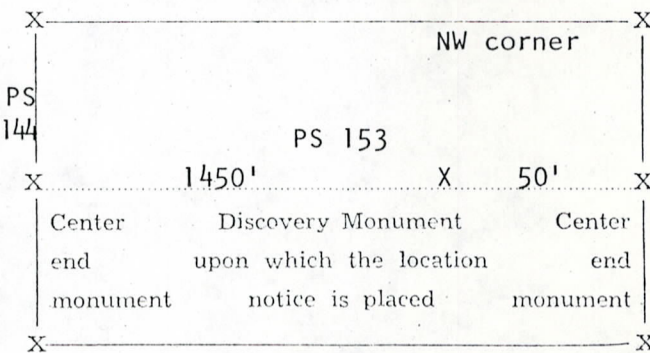 X X
NW corner
PS
144
PS 153
X 1450' X 50' X
Center Discovery Monument Center
end upon which the location end
monument notice is placed monument
X X